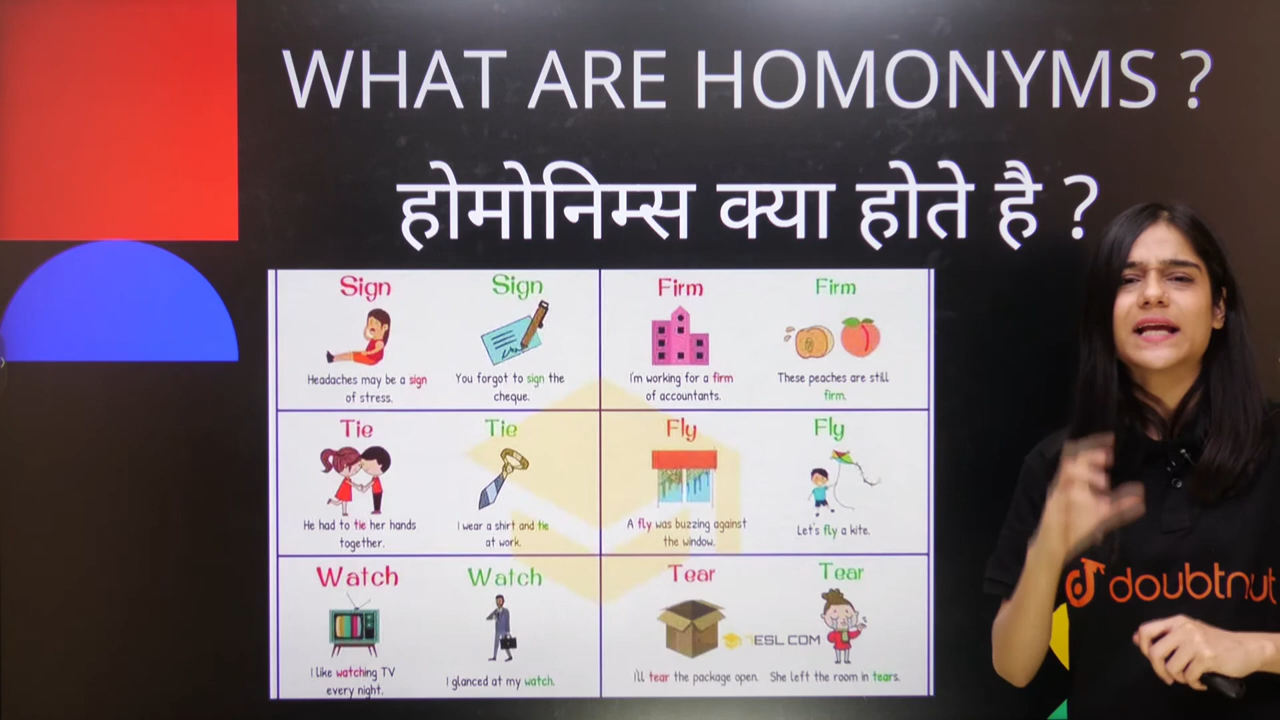 WHAT ARE HOMONYMS ?
होमोनिम्स क्या होते है ?
Sign
Sign
Headaches may be a sign
of stress.
You forgot to sign the
cheque.
Firm
Firm
I'm working for a firm
of accountants.
These peaches are still
firm.
Tie
Tie
He had to tie her hands
together.
I wear a shirt and tie
at work.
Fly
Fly
A fly was buzzing against
the window.
Let's fly a kite.
Watch
Watch
I like watching TV
every night.
I glanced at my watch.
Tear
Tear
7ESL.COM
I'll tear the package open.
She left the room in tears.
doubtnut